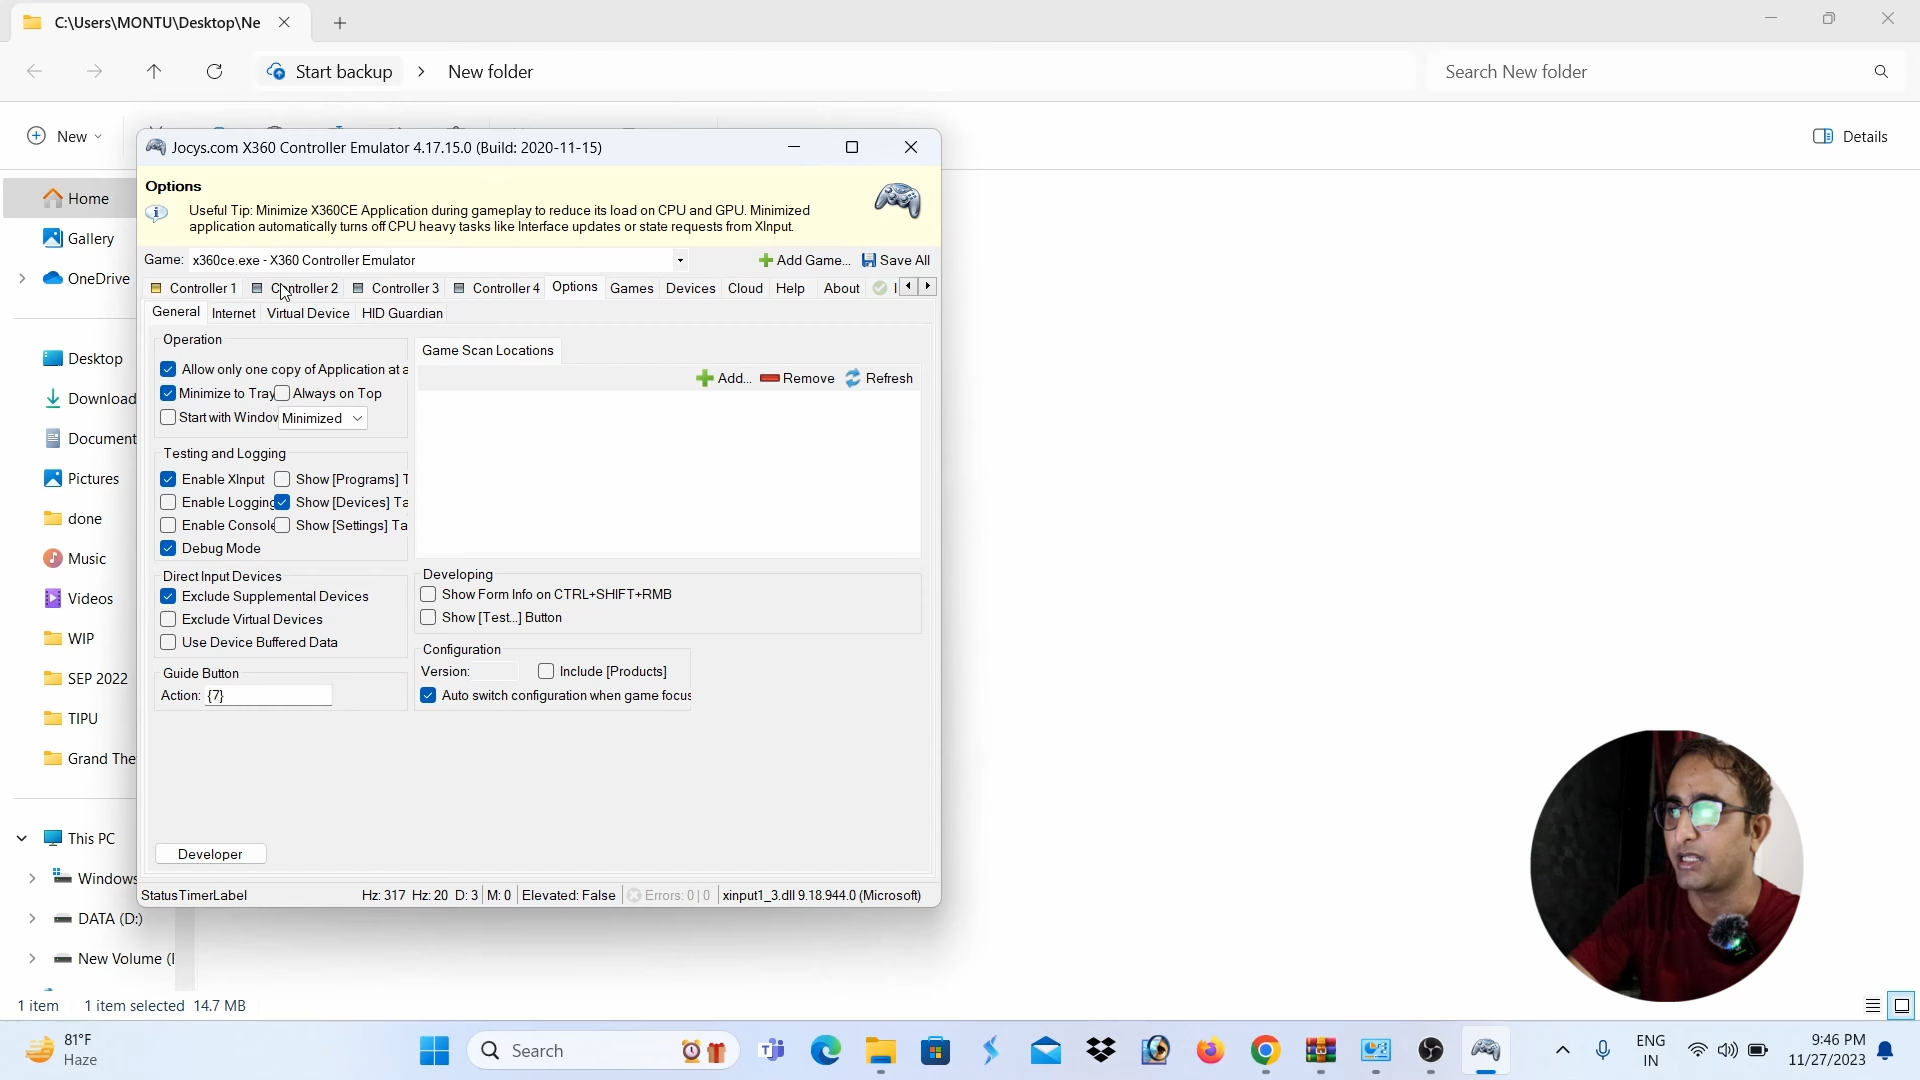 C:\Users\MONTU\Desktop\Ne
Start backup > New folder
Search New folder
New
Details
Jocys.com X360 Controller Emulator 4.17.15.0 (Build: 2020-11-15)
Options
Useful Tip: Minimize X360CE Application during gameplay to reduce its load on CPU and GPU. Minimized
application automatically turns off CPU heavy tasks like Interface updates or state requests from XInput.
Game: x360ce.exe - X360 Controller Emulator
Add Game...
Save All
Controller 1
Controller 2
Controller 3
Controller 4
Options
Games
Devices
Cloud
Help
About
I
General
Internet
Virtual Device
HID Guardian
Operation
Allow only one copy of Application at a
Minimize to Tray
Always on Top
Start with Window
Minimized
Testing and Logging
Enable XInput
Show [Programs] T
Enable Logging
Show [Devices] Ta
Enable Console
Show [Settings] Ta
Debug Mode
Direct Input Devices
Exclude Supplemental Devices
Exclude Virtual Devices
Use Device Buffered Data
Guide Button
Action: {7}
Game Scan Locations
Add...
Remove
Refresh
Developing
Show Form Info on CTRL+SHIFT+RMB
Show [Test...] Button
Configuration
Version:
Include [Products]
Auto switch configuration when game focus
Developer
StatusTimerLabel
Hz: 317 Hz: 20 D: 3 M: 0 Elevated: False Errors: 0 | 0 xinput1_3.dll 9.18.944.0 (Microsoft)
Home
Gallery
OneDrive
Desktop
Download
Document
Pictures
done
Music
Videos
WIP
SEP 2022
TIPU
Grand The
This PC
Windows
DATA (D:)
New Volume (
1 item
1 item selected 14.7 MB
81°F
Haze
Search
ENG
IN
9:46 PM
11/27/2023